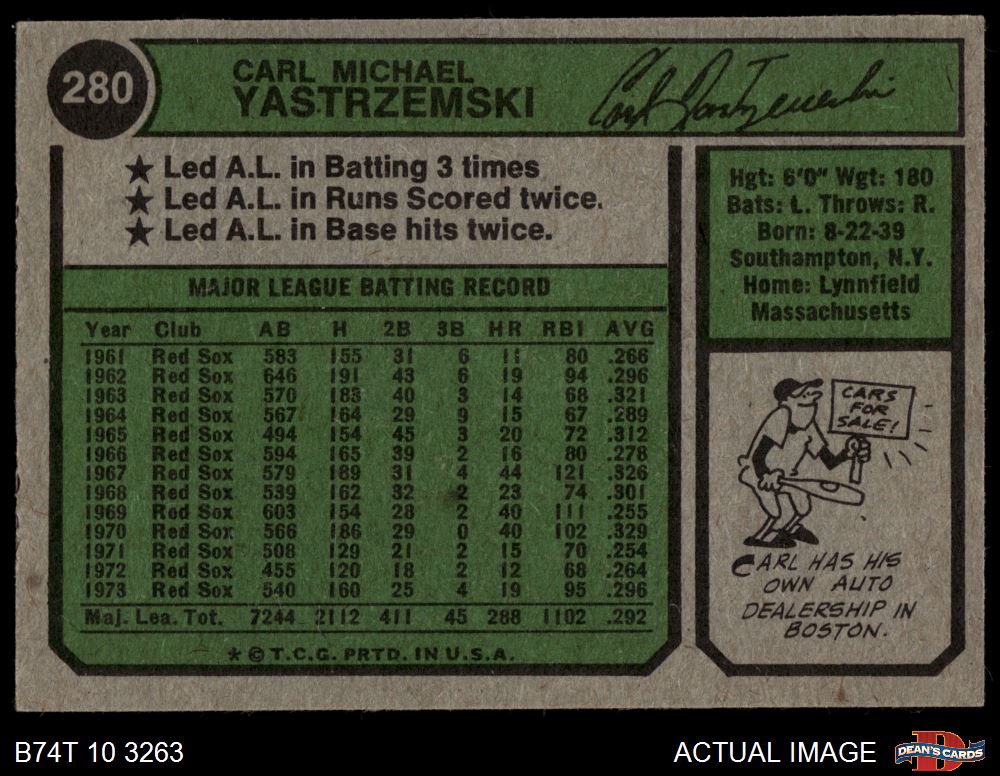 280
CARL MICHAEL
YASTRZEMSKI
Carl Yastrzemski
★ Led A.L. in Batting 3 times
★ Led A.L. in Runs Scored twice.
★ Led A.L. in Base hits twice.
Hgt: 6'0" Wgt: 180
Bats: L. Throws: R.
Born: 8-22-39
Southampton, N.Y.
Home: Lynnfield
Massachusetts
MAJOR LEAGUE BATTING RECORD
Year Club AB H 2B 3B HR RBI AVG
1961 Red Sox 583 155 31 6 11 80 .266
1962 Red Sox 646 191 43 6 19 94 .296
1963 Red Sox 570 183 40 3 14 68 .321
1964 Red Sox 567 164 29 9 15 67 .289
1965 Red Sox 494 154 45 3 20 72 .312
1966 Red Sox 594 165 39 2 16 80 .278
1967 Red Sox 579 189 31 4 44 121 .326
1968 Red Sox 539 162 32 2 23 74 .301
1969 Red Sox 603 154 28 2 40 111 .255
1970 Red Sox 566 186 29 0 40 102 .329
1971 Red Sox 508 129 21 2 15 70 .254
1972 Red Sox 455 120 18 2 12 68 .264
1973 Red Sox 540 160 25 4 19 95 .296
Maj. Lea. Tot. 7244 2112 411 45 288 1102 .292
★ © T.C.G. PRTD. IN U.S.A.
CARS
FOR
SALE!
CARL HAS HIS
OWN AUTO
DEALERSHIP IN
BOSTON.
B74T 10 3263
ACTUAL IMAGE
DEAN'S CARDS